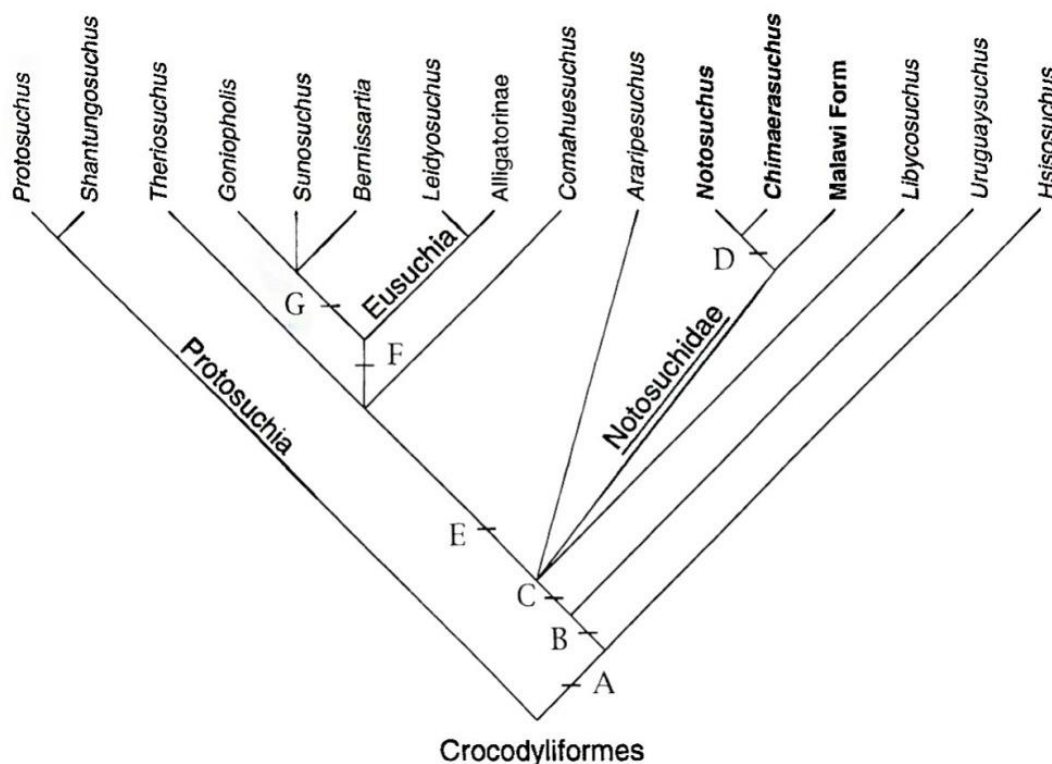 Protosuchus
Shantungosuchus
Theriosuchus
Goniopholis
Sunosuchus
Bernissartia
Leidyosuchus
Alligatorinae
Comahuesuchus
Araripesuchus
Notosuchus
Chimaerasuchus
Malawi Form
Libycosuchus
Uruguaysuchus
Hsisosuchus
D
Eusuchia
G
F
Notosuchidae
Protosuchia
E
C
B
A
Crocodyliformes